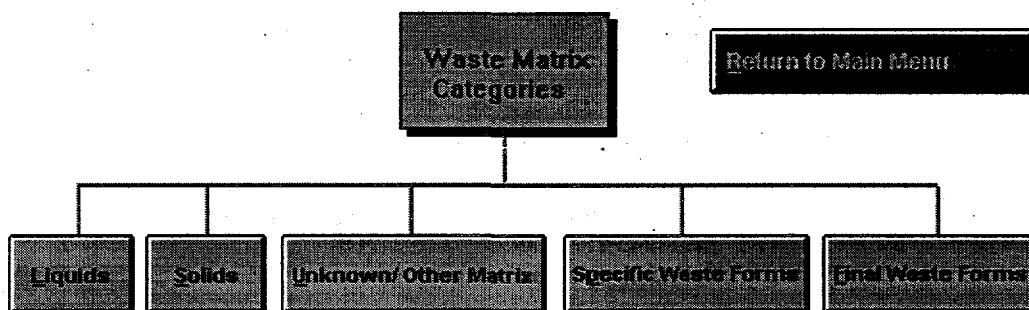 Waste Matrix
Categories
Return to Main Menu
Liquids
Solids
Unknown/ Other Matrix
Specific Waste Forms
Final Waste Forms